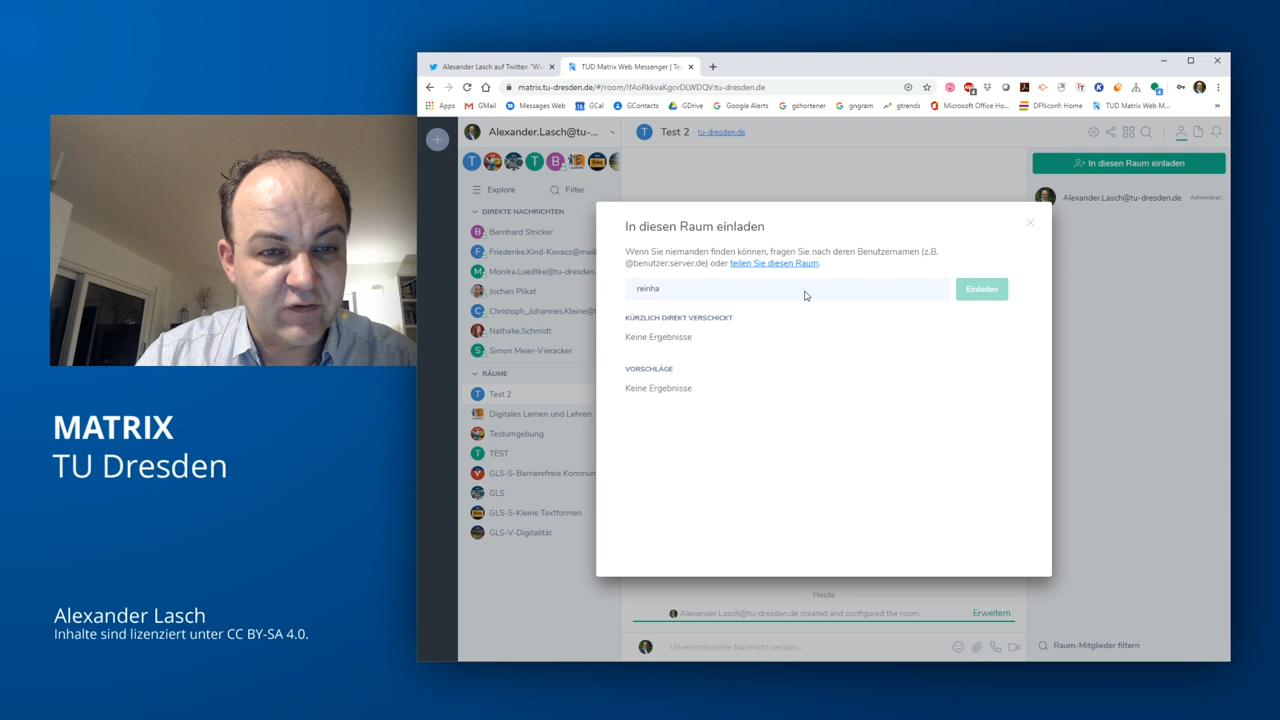 MATRIX
TU Dresden
Alexander Lasch
Inhalte sind lizenziert unter CC BY-SA 4.0.
Alexander Lasch auf Twitter: "Wi
TUD Matrix Web Messenger | Te
matrix.tu-dresden.de/#/room/!fAoRkkvaKgcvDLWDQV:tu-dresden.de
Apps
GMail
Messages Web
GCal
GContacts
GDrive
Google Alerts
gshortener
gngram
gtrends
Microsoft Office Ho...
DFNconf: Home
TUD Matrix Web M...
»
Alexander.Lasch@tu-...
Explore
Filter
DIREKTE NACHRICHTEN
Bernhard Stricker
Friedenke.Kind-Kovacs@mail
Monika.Luedtke@tu-dresden.
Jochen Plikat
Christoph_Johannes.Kleine@t
Nathalie.Schmidt
Simon Meier-Vieracker
RÄUME
T Test 2
Digitales Lernen und Lehren
Testumgebung
T TEST
GLS-S-Barrierefreie Kommun
GLS
GLS-S-Kleine Textformen
GLS-V-Digitalität
T Test 2 tu-dresden.de
In diesen Raum einladen
Wenn Sie niemanden finden können, fragen Sie nach deren Benutzernamen (z.B.
@benutzer:server.de) oder teilen Sie diesen Raum.
reinha
Einladen
KÜRZLICH DIREKT VERSCHICKT
Keine Ergebnisse
VORSCHLÄGE
Keine Ergebnisse
Heute
Alexander.Lasch@tu-dresden.de created and configured the room.
Erweitern
Unverschlüsselte Nachricht senden...
In diesen Raum einladen
Alexander.Lasch@tu-dresden.de
Administrat...
Raum-Mitglieder filtern